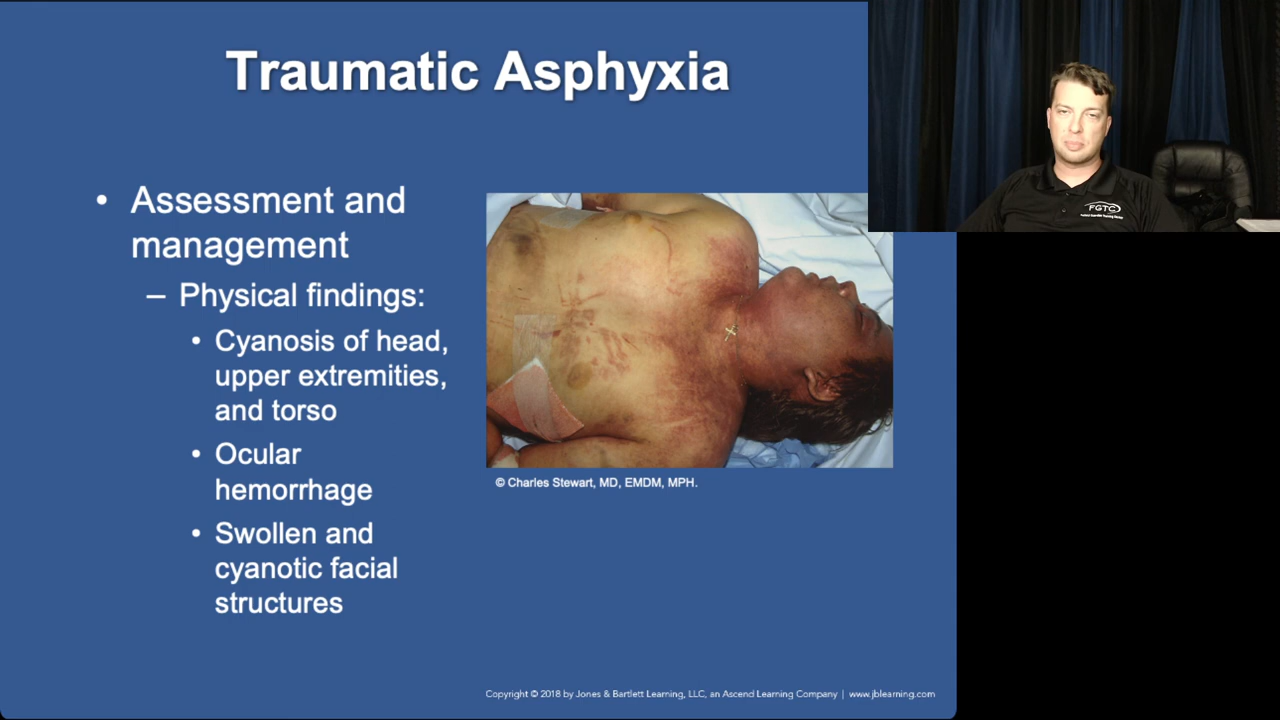 Traumatic Asphyxia
• Assessment and
management
– Physical findings:
• Cyanosis of head,
upper extremities,
and torso
• Ocular
hemorrhage
• Swollen and
cyanotic facial
structures
© Charles Stewart, MD, EMDM, MPH.
Copyright © 2018 by Jones & Bartlett Learning, LLC, an Ascend Learning Company | www.jblearning.com
FGTC